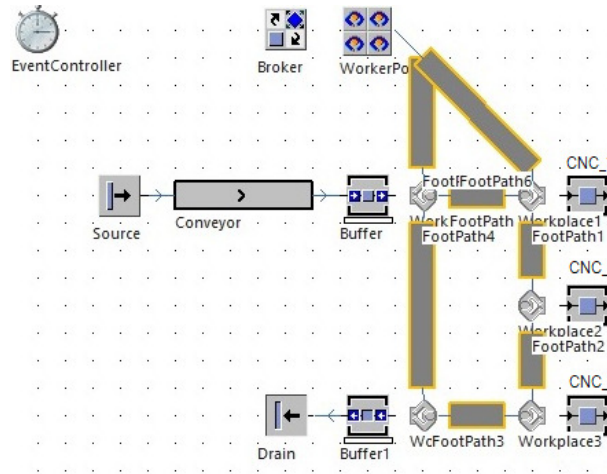 EventController
Broker
WorkerPo
CNC_
FootPath6
Source
Conveyor
Buffer
FootPath
Workplace1
FootPath4
FootPath1
CNC_
Workplace2
FootPath2
CNC_
Drain
Buffer1
FootPath3
Workplace3